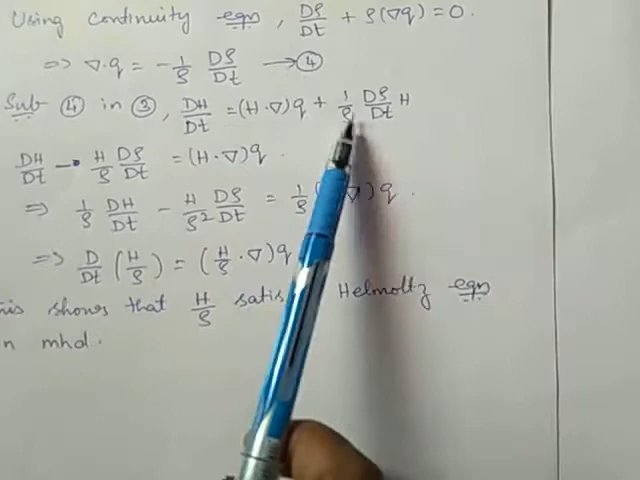 Using Continuity eqn, Dρ/Dt + ρ(∇q) = 0.
⇒ ∇·q = -1/ρ Dρ/Dt → ④
Sub ④ in ③, DH/Dt = (H·∇)q + 1/ρ Dρ/Dt H
DH/Dt - H/ρ Dρ/Dt = (H·∇)q.
⇒ 1/ρ DH/Dt - H/ρ² Dρ/Dt = 1/ρ ( ∇)q.
⇒ D/Dt (H/ρ) = (H/ρ ·∇)q
shows that H/ρ Helmoltz eqn
mhd.